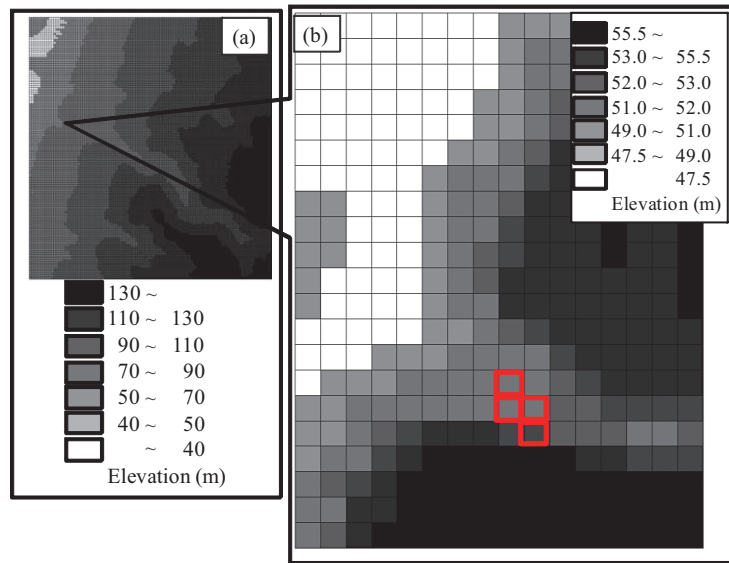 (a)
130 ~
110 ~ 130
90 ~ 110
70 ~ 90
50 ~ 70
40 ~ 50
~ 40
Elevation (m)
(b)
55.5 ~
53.0 ~ 55.5
52.0 ~ 53.0
51.0 ~ 52.0
49.0 ~ 51.0
47.5 ~ 49.0
47.5
Elevation (m)